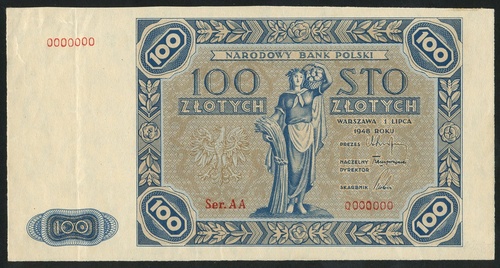 0000000
100
100
NARODOWY BANK POLSKI
100 STO
ZŁOTYCH ZŁOTYCH
WARSZAWA 1 LIPCA
1948 ROKU
PREZES
NACZELNY
DYREKTOR
SKARBNIK
Ser. AA
0000000
100
100
100